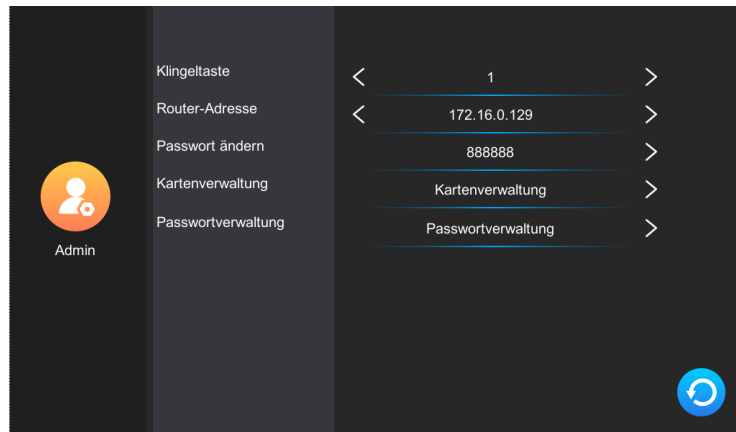 Klingeltaste
< 1 >
Router-Adresse
< 172.16.0.129 >
Passwort ändern
888888 >
Kartenverwaltung
Kartenverwaltung >
Passwortverwaltung
Passwortverwaltung >
Admin